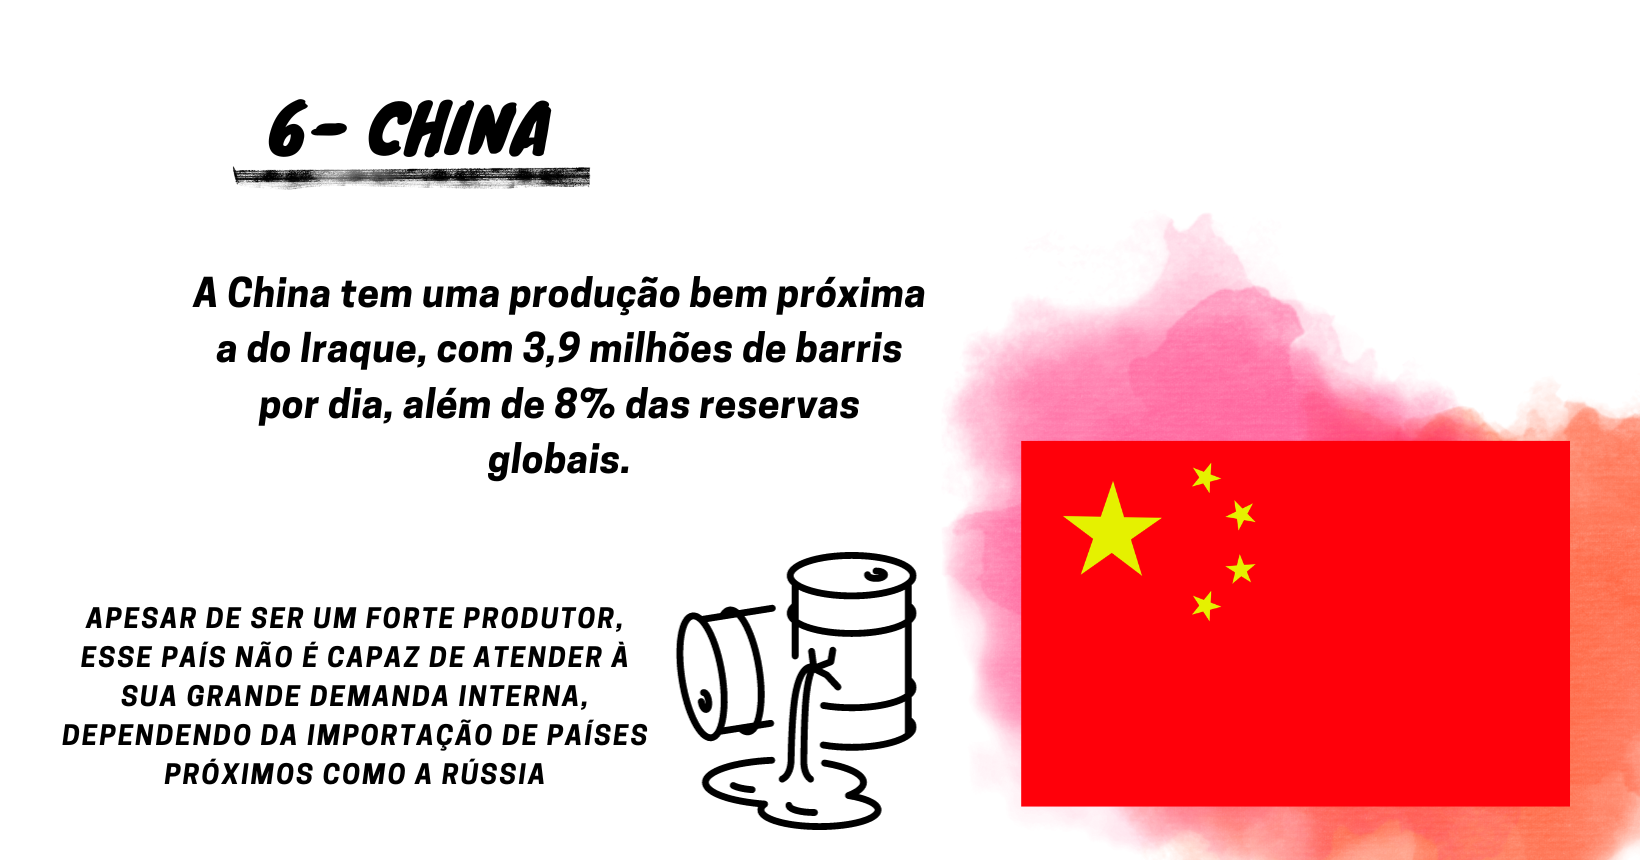 6- CHINA
A China tem uma produção bem próxima
a do Iraque, com 3,9 milhões de barris
por dia, além de 8% das reservas
globais.
APESAR DE SER UM FORTE PRODUTOR,
ESSE PAÍS NÃO É CAPAZ DE ATENDER À
SUA GRANDE DEMANDA INTERNA,
DEPENDENDO DA IMPORTAÇÃO DE PAÍSES
PRÓXIMOS COMO A RÚSSIA